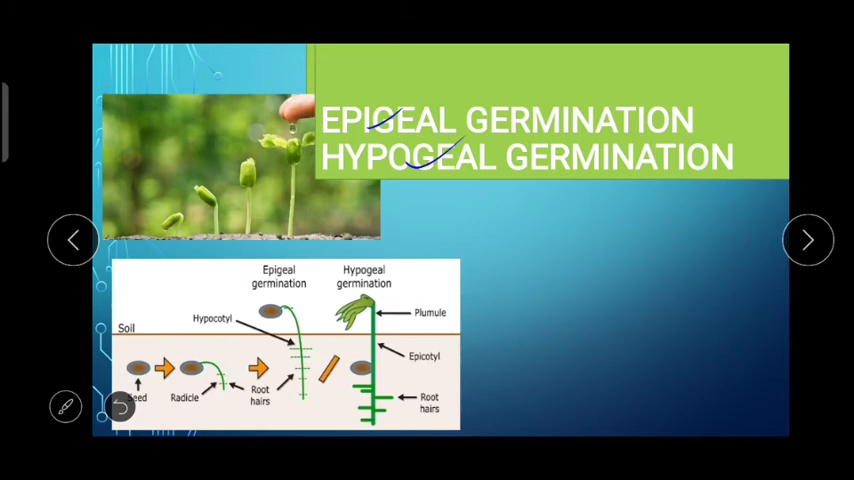 EPIGEAL GERMINATION
HYPOGEAL GERMINATION
Epigeal
germination
Hypogeal
germination
Hypocotyl
Plumule
Soil
Epicotyl
Seed
Radicle
Root
hairs
Root
hairs